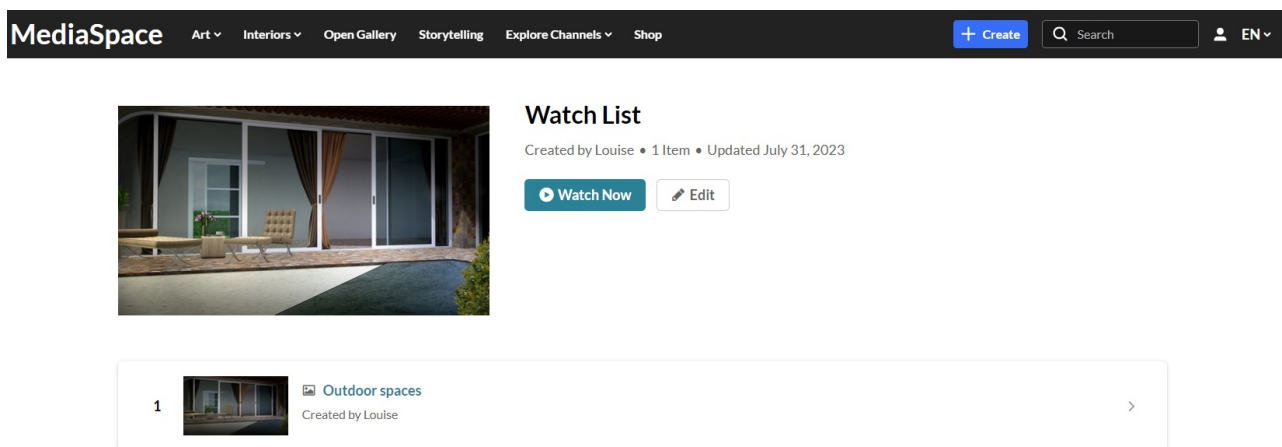 MediaSpace Art Interiors Open Gallery Storytelling Explore Channels Shop + Create Search EN
Watch List
Created by Louise • 1 Item • Updated July 31, 2023
Watch Now Edit
1 Outdoor spaces
Created by Louise